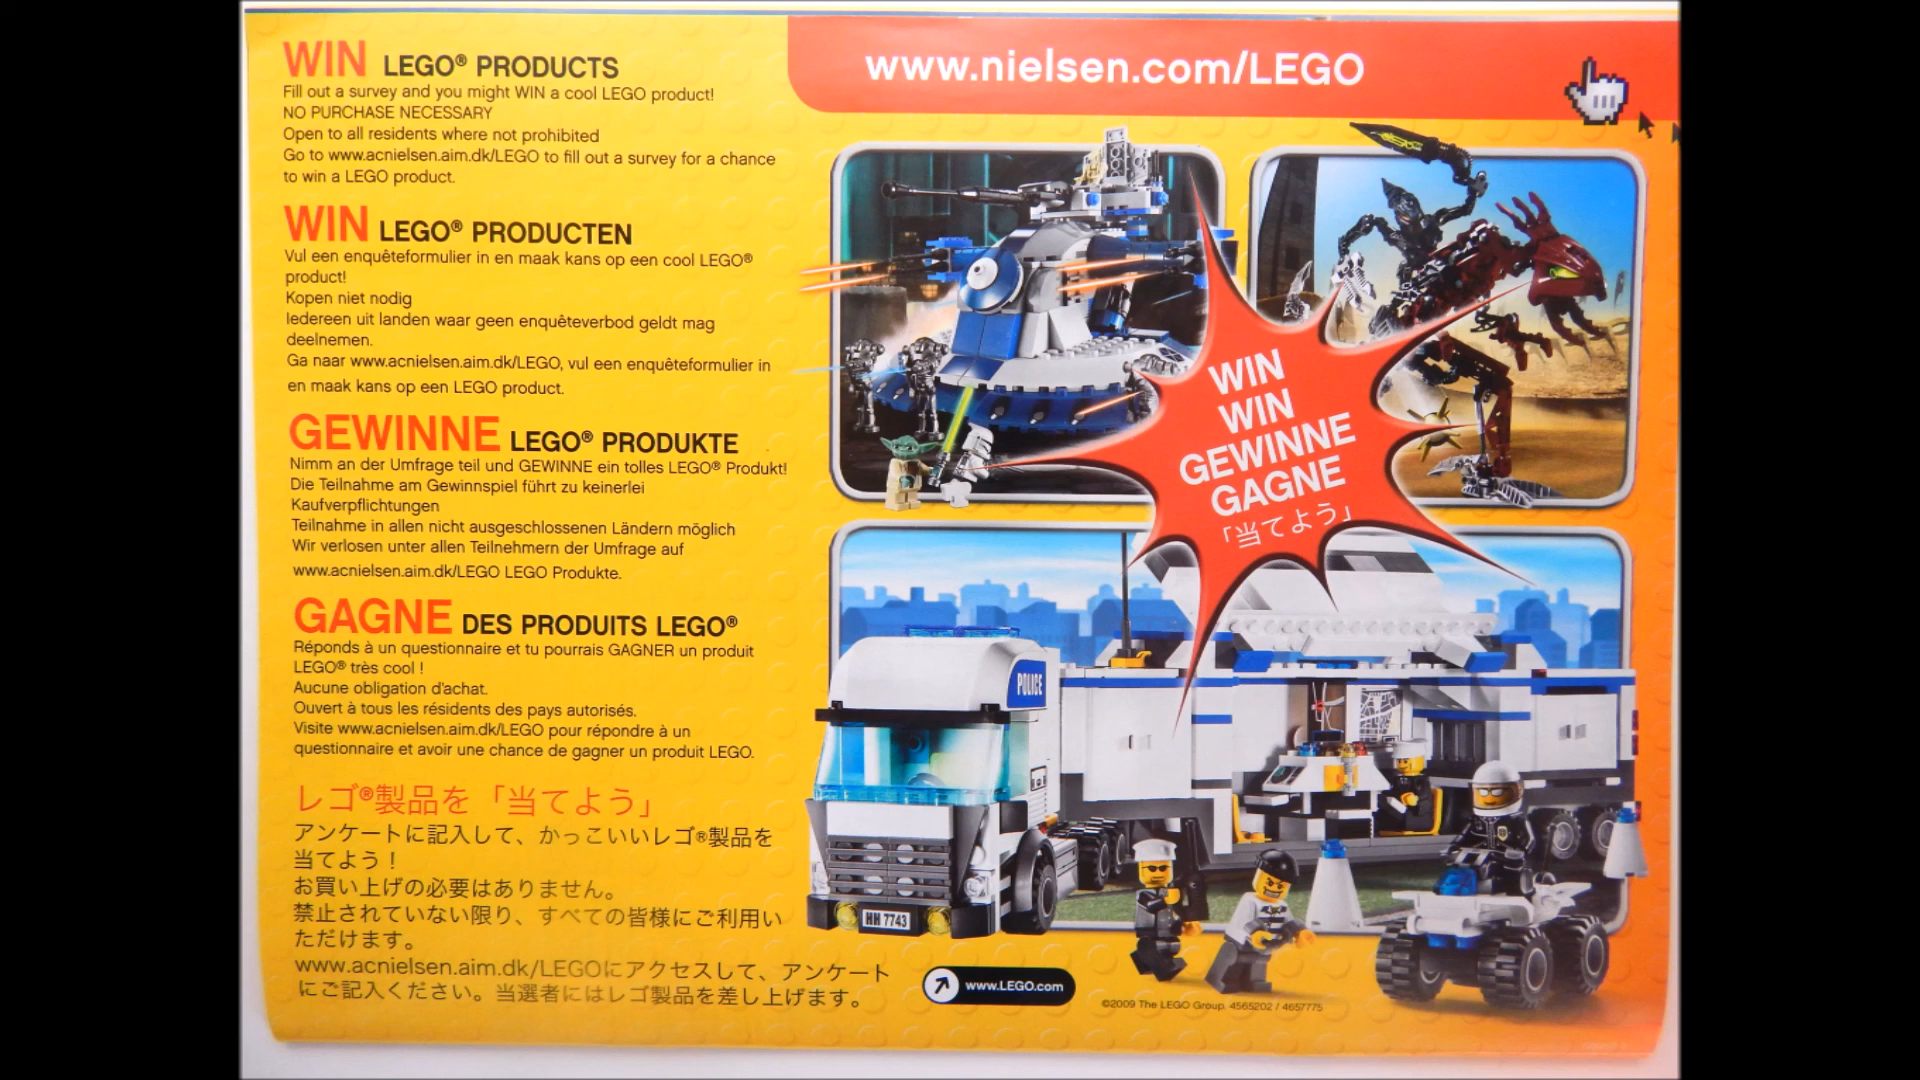 WIN LEGO® PRODUCTS
Fill out a survey and you might WIN a cool LEGO product!
NO PURCHASE NECESSARY
Open to all residents where not prohibited
Go to www.acnielsen.aim.dk/LEGO to fill out a survey for a chance
to win a LEGO product.
WIN LEGO® PRODUCTEN
Vul een enquêteformulier in en maak kans op een cool LEGO®
product!
Kopen niet nodig
Iedereen uit landen waar geen enquêteverbod geldt mag
deelnemen.
Ga naar www.acnielsen.aim.dk/LEGO, vul een enquêteformulier in
en maak kans op een LEGO product.
GEWINNE LEGO® PRODUKTE
Nimm an der Umfrage teil und GEWINNE ein tolles LEGO® Produkt!
Die Teilnahme am Gewinnspiel führt zu keinerlei
Kaufverpflichtungen
Teilnahme in allen nicht ausgeschlossenen Ländern möglich
Wir verlosen unter allen Teilnehmern der Umfrage auf
www.acnielsen.aim.dk/LEGO LEGO Produkte.
GAGNE DES PRODUITS LEGO®
Réponds à un questionnaire et tu pourrais GAGNER un produit
LEGO® très cool !
Aucune obligation d'achat.
Ouvert à tous les résidents des pays autorisés.
Visite www.acnielsen.aim.dk/LEGO pour répondre à un
questionnaire et avoir une chance de gagner un produit LEGO.
レゴ®製品を「当てよう」
アンケートに記入して、かっこいいレゴ®製品を
当てよう！
お買い上げの必要はありません。
禁止されていない限り、すべての皆様にご利用い
ただけます。
www.acnielsen.aim.dk/LEGOにアクセスして、アンケート
にご記入ください。当選者にはレゴ製品を差し上げます。
www.nielsen.com/LEGO
WIN
WIN
GEWINNE
GAGNE
「当てよう」
POLICE
HH 7743
www.LEGO.com
©2009 The LEGO Group. 4565202 / 4657775